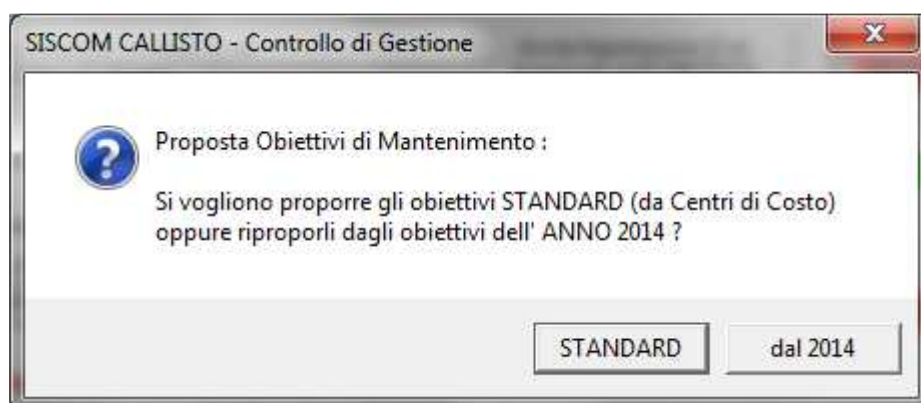 SISCOM CALLISTO - Controllo di Gestione
Proposta Obiettivi di Mantenimento :
Si vogliono proporre gli obiettivi STANDARD (da Centri di Costo)
oppure riproporli dagli obiettivi dell' ANNO 2014 ?
STANDARD
dal 2014